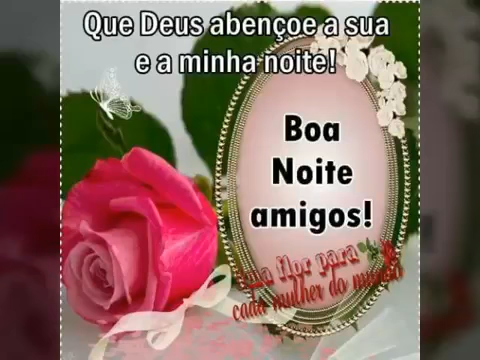 Que Deus abençoe a sua
e a minha noite!
Boa
Noite
amigos!
Uma flor para
cada mulher do mundo